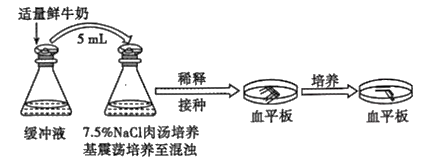 适量鲜牛奶
5 mL
稀释
接种
培养
缓冲液
7.5%NaCl肉汤培养
基震荡培养至混浊
血平板
血平板